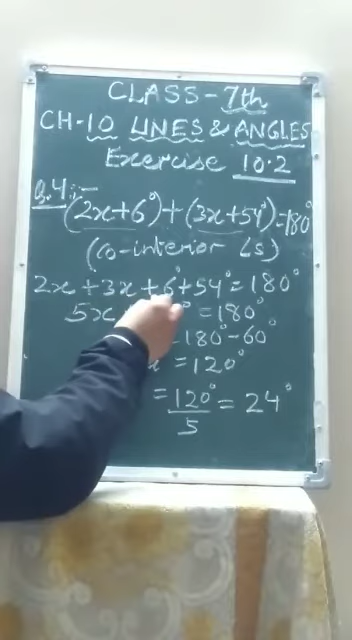 CLASS-7th
CH-10 LINES & ANGLES
Exercise 10.2
Q.4:- (2x+6°)+(3x+54°)=180°
(co-interior ∠s)
2x+3x+6°+54°=180°
5x ° =180°
=180°-60°
x =120°
=120°/5=24°